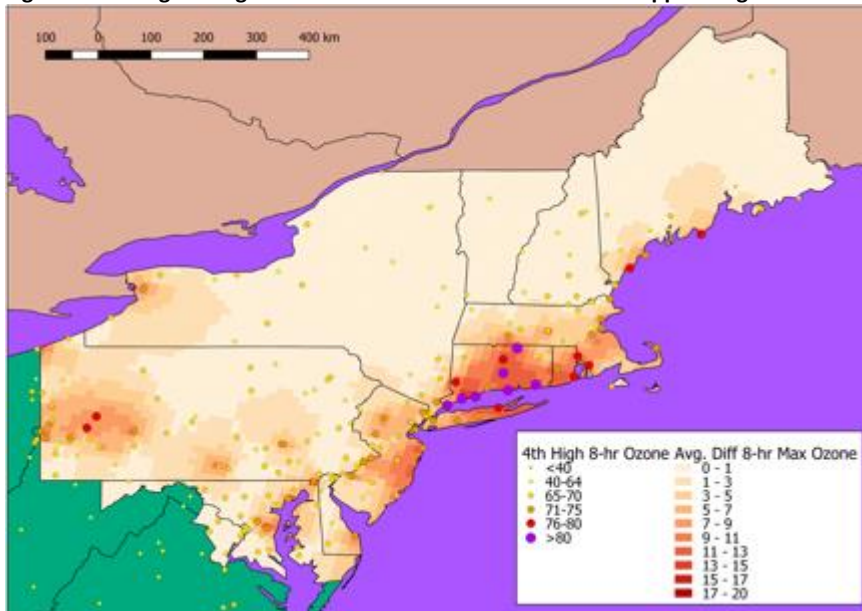 100 0 100 200 300 400 km
4th High 8-hr Ozone Avg. Diff 8-hr Max Ozone
<40 0 - 1
40-64 1 - 3
65-70 3 - 5
71-75 5 - 7
76-80 7 - 9
>80 9 - 11
11 - 13
13 - 15
15 - 17
17 - 20